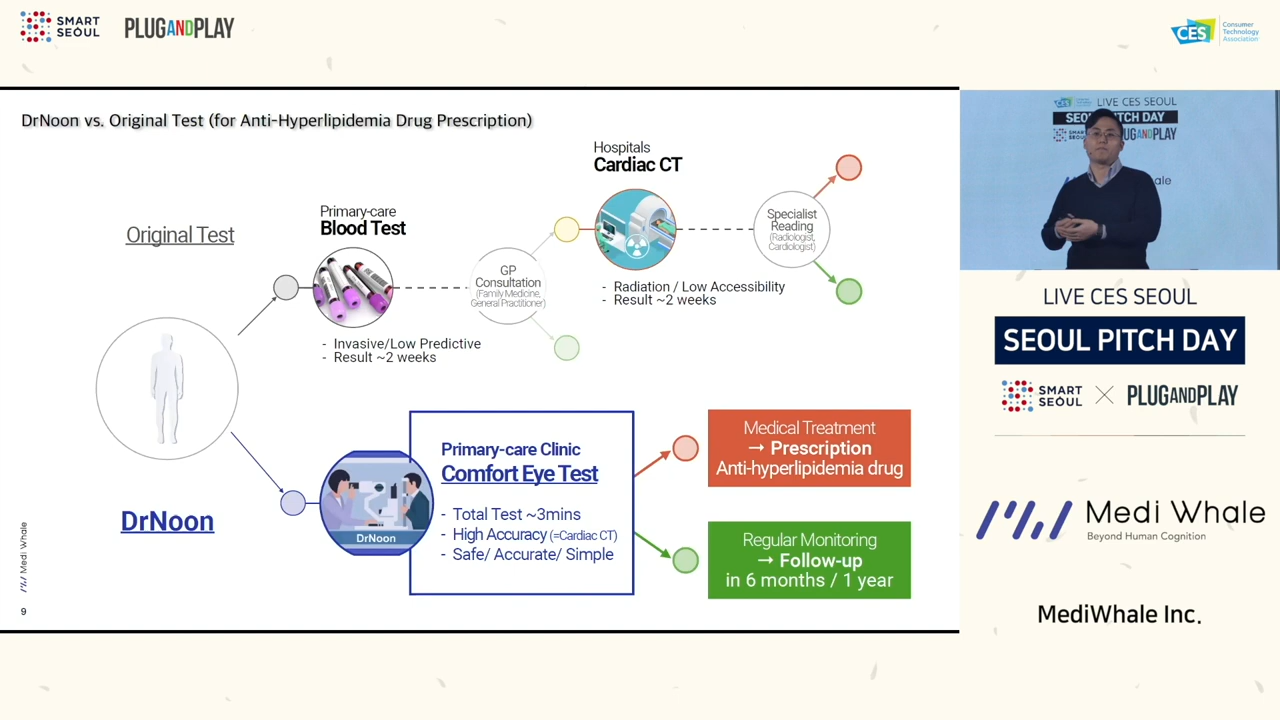 SMART
SEOUL
PLUGANDPLAY
CES
Consumer
Technology
Association
DrNoon vs. Original Test (for Anti-Hyperlipidemia Drug Prescription)
Original Test
Primary-care
Blood Test
- Invasive/Low Predictive
- Result ~2 weeks
GP
Consultation
(Family Medicine,
General Practitioner)
Hospitals
Cardiac CT
- Radiation / Low Accessibility
- Result ~2 weeks
Specialist
Reading
(Radiologist,
Cardiologist)
DrNoon
DrNoon
Primary-care Clinic
Comfort Eye Test
- Total Test ~3mins
- High Accuracy (=Cardiac CT)
- Safe/ Accurate/ Simple
Medical Treatment
→ Prescription
Anti-hyperlipidemia drug
Regular Monitoring
→ Follow-up
in 6 months / 1 year
Medi Whale
9
LIVE CES SEOUL
SEOUL PITCH DAY
SMART
SEOUL
PLUGANDPLAY
LIVE CES SEOUL
SEOUL PITCH DAY
SMART
SEOUL
PLUGANDPLAY
Medi Whale
Beyond Human Cognition
MediWhale Inc.